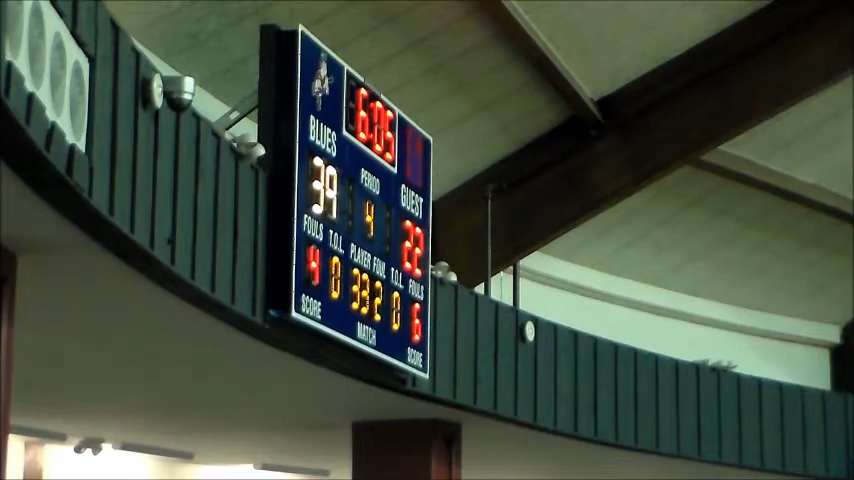 6:05
BLUES
PERIOD
GUEST
39
4
22
FOULS
T.O.L.
PLAYER FOUL
T.O.L.
FOULS
4
0
33 2
0
6
SCORE
MATCH
SCORE